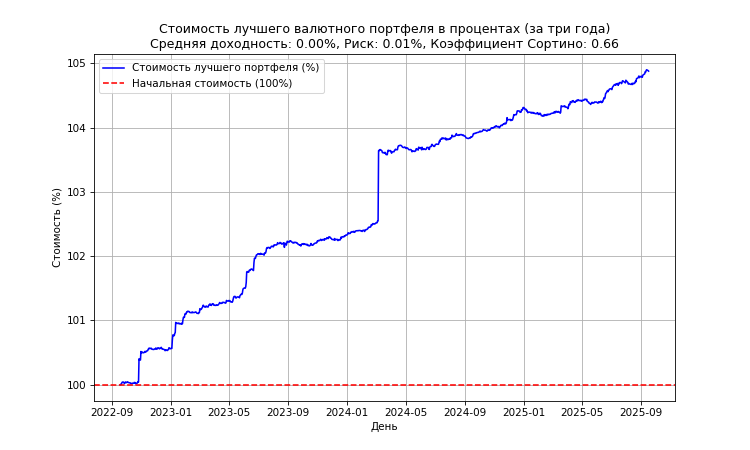 Стоимость лучшего валютного портфеля в процентах (за три года)
Средняя доходность: 0.00%, Риск: 0.01%, Коэффициент Сортино: 0.66
Стоимость лучшего портфеля (%)
Начальная стоимость (100%)
Стоимость (%)
105
104
103
102
101
100
2022-09 2023-01 2023-05 2023-09 2024-01 2024-05 2024-09 2025-01 2025-05 2025-09
День